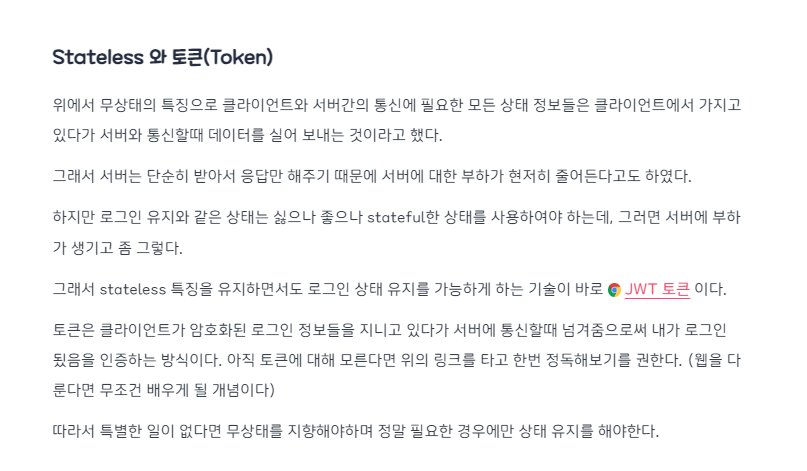 Stateless 와 토큰(Token)
위에서 무상태의 특징으로 클라이언트와 서버간의 통신에 필요한 모든 상태 정보들은 클라이언트에서 가지고
있다가 서버와 통신할때 데이터를 실어 보내는 것이라고 했다.
그래서 서버는 단순히 받아서 응답만 해주기 때문에 서버에 대한 부하가 현저히 줄어든다고도 하였다.
하지만 로그인 유지와 같은 상태는 싫으나 좋으나 stateful한 상태를 사용하여야 하는데, 그러면 서버에 부하
가 생기고 좀 그렇다.
그래서 stateless 특징을 유지하면서도 로그인 상태 유지를 가능하게 하는 기술이 바로 JWT 토큰 이다.
토큰은 클라이언트가 암호화된 로그인 정보들을 지니고 있다가 서버에 통신할때 넘겨줌으로써 내가 로그인
됬음을 인증하는 방식이다. 아직 토큰에 대해 모른다면 위의 링크를 타고 한번 정독해보기를 권한다. (웹을 다
룬다면 무조건 배우게 될 개념이다)
따라서 특별한 일이 없다면 무상태를 지향해야하며 정말 필요한 경우에만 상태 유지를 해야한다.